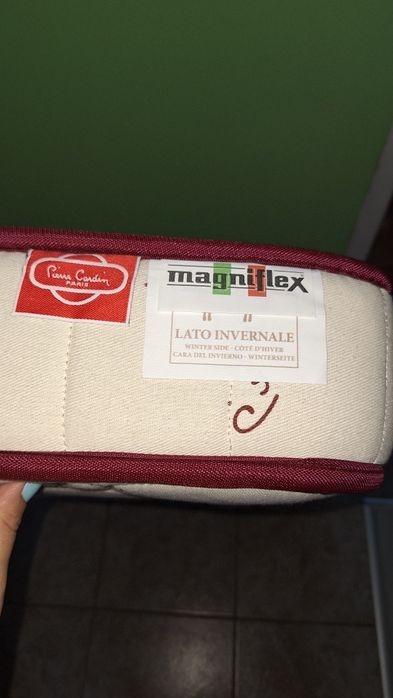 Pierre Cardin
PARIS
magniflex
LATO INVERNALE
WINTER SIDE - CÔTÉ D'HIVER
CARA DEL INVIERNO - WINTERSEITE